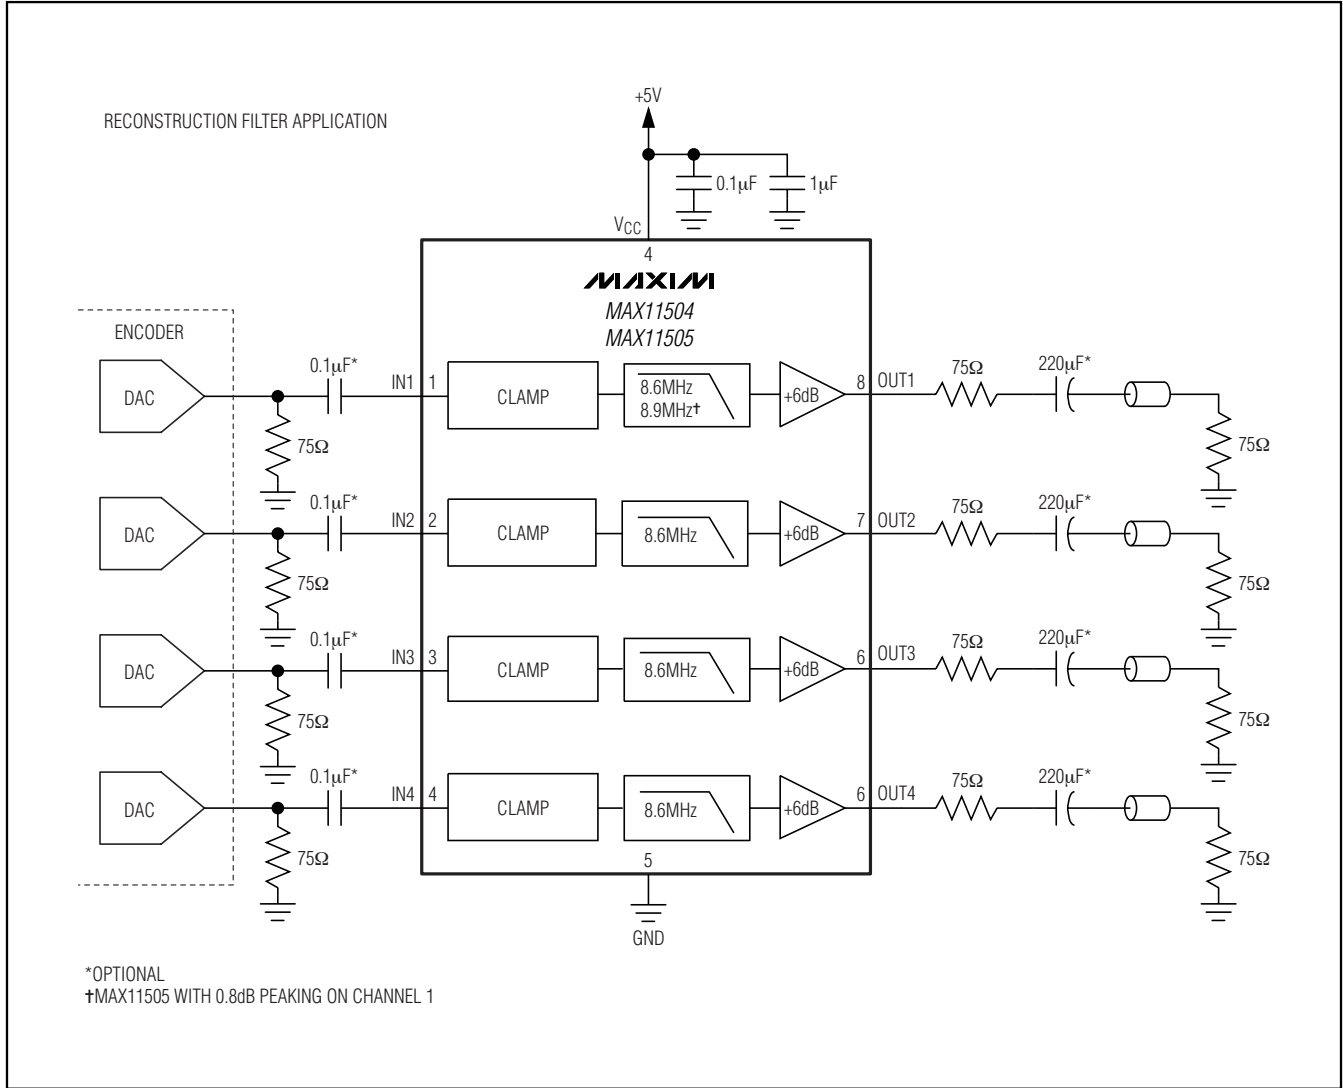 RECONSTRUCTION FILTER APPLICATION
+5V
0.1μF
1μF
VCC
4
MAXIM
MAX11504
MAX11505
ENCODER
DAC
0.1μF*
IN1
1
CLAMP
8.6MHz
8.9MHz†
+6dB
8
OUT1
75Ω
220μF*
75Ω
75Ω
DAC
0.1μF*
IN2
2
CLAMP
8.6MHz
+6dB
7
OUT2
75Ω
220μF*
75Ω
75Ω
DAC
0.1μF*
IN3
3
CLAMP
8.6MHz
+6dB
6
OUT3
75Ω
220μF*
75Ω
75Ω
DAC
0.1μF*
IN4
4
CLAMP
8.6MHz
+6dB
6
OUT4
75Ω
220μF*
75Ω
75Ω
5
GND
*OPTIONAL
†MAX11505 WITH 0.8dB PEAKING ON CHANNEL 1